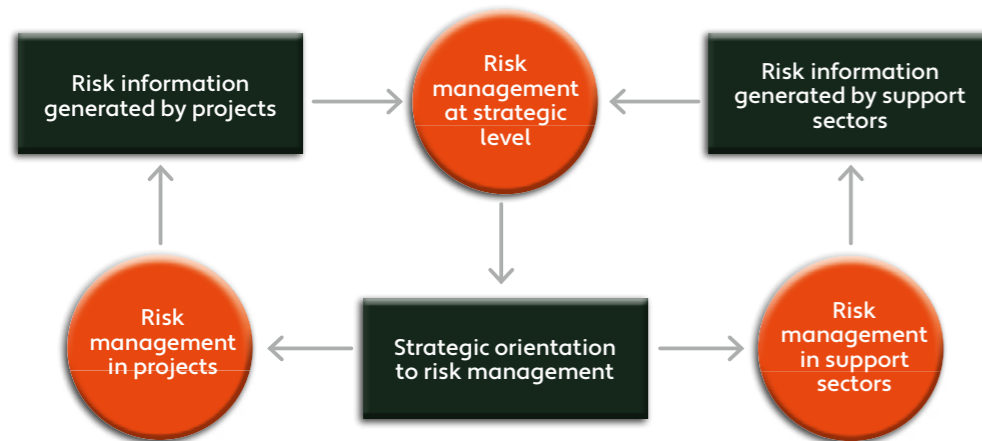 Risk information
generated by projects
Risk
management
at strategic
level
Risk information
generated by support
sectors
Risk
management
in projects
Strategic orientation
to risk management
Risk
management
in support
sectors